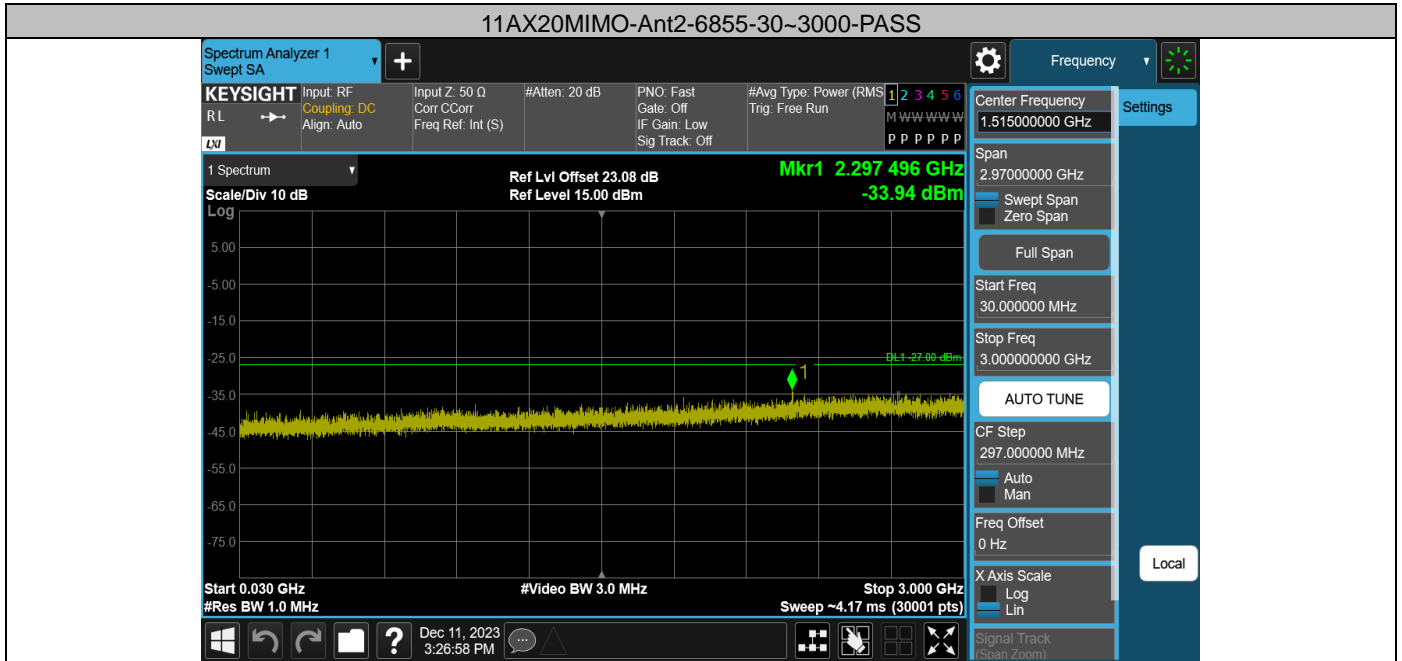 11AX20MIMO-Ant2-6855-30~3000-PASS
Spectrum Analyzer 1
Swept SA
Frequency
KEYSIGHT
RL
LXI
Input: RF
Coupling: DC
Align: Auto
Input Z: 50 Ω
Corr CCorr
Freq Ref: Int (S)
#Atten: 20 dB
PNO: Fast
Gate: Off
IF Gain: Low
Sig Track: Off
#Avg Type: Power (RMS
Trig: Free Run
1 2 3 4 5 6
M W W W W W
P P P P P P
1 Spectrum
Scale/Div 10 dB
Log
Ref Lvl Offset 23.08 dB
Ref Level 15.00 dBm
Mkr1 2.297 496 GHz
-33.94 dBm
5.00
-5.00
-15.0
-25.0
-35.0
-45.0
-55.0
-65.0
-75.0
DL1 -27.00 dBm
1
Start 0.030 GHz
#Res BW 1.0 MHz
#Video BW 3.0 MHz
Stop 3.000 GHz
Sweep ~4.17 ms (30001 pts)
Center Frequency
1.515000000 GHz
Span
2.97000000 GHz
Swept Span
Zero Span
Full Span
Start Freq
30.000000 MHz
Stop Freq
3.000000000 GHz
AUTO TUNE
CF Step
297.000000 MHz
Auto
Man
Freq Offset
0 Hz
X Axis Scale
Log
Lin
Signal Track
(Span Zoom)
Settings
Local
?
Dec 11, 2023
3:26:58 PM